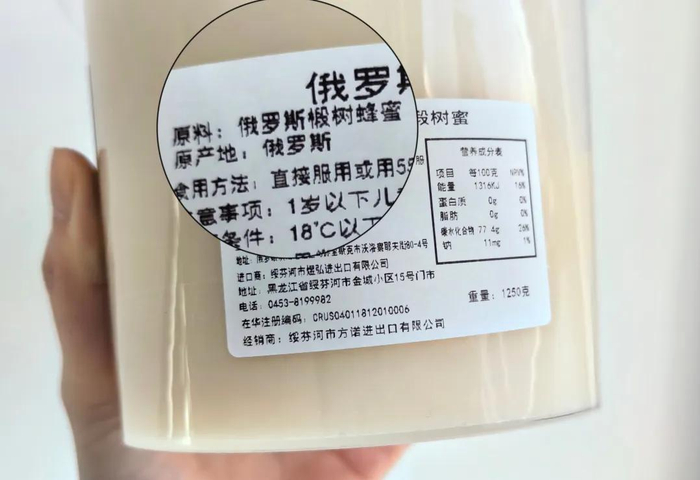 俄罗斯
椴树蜜
原料：俄罗斯椴树蜂蜜
原产地：俄罗斯
食用方法：直接服用或用55
意事项：1岁以下儿
条件：18℃以下
营养成分表
项目 每100克 NRV%
能量 1316KJ 16%
蛋白质 0g 0%
脂肪 0g 0%
碳水化合物 77.4g 26%
钠 11mg 1%
进口商：绥芬河市煜弘进出口有限公司
地址：黑龙江省绥芬河市金城小区15号门市
电话：0453-8199982
重量：1250克
在华注册编码：CRUS04011812010006
经销商：绥芬河市方诺进出口有限公司